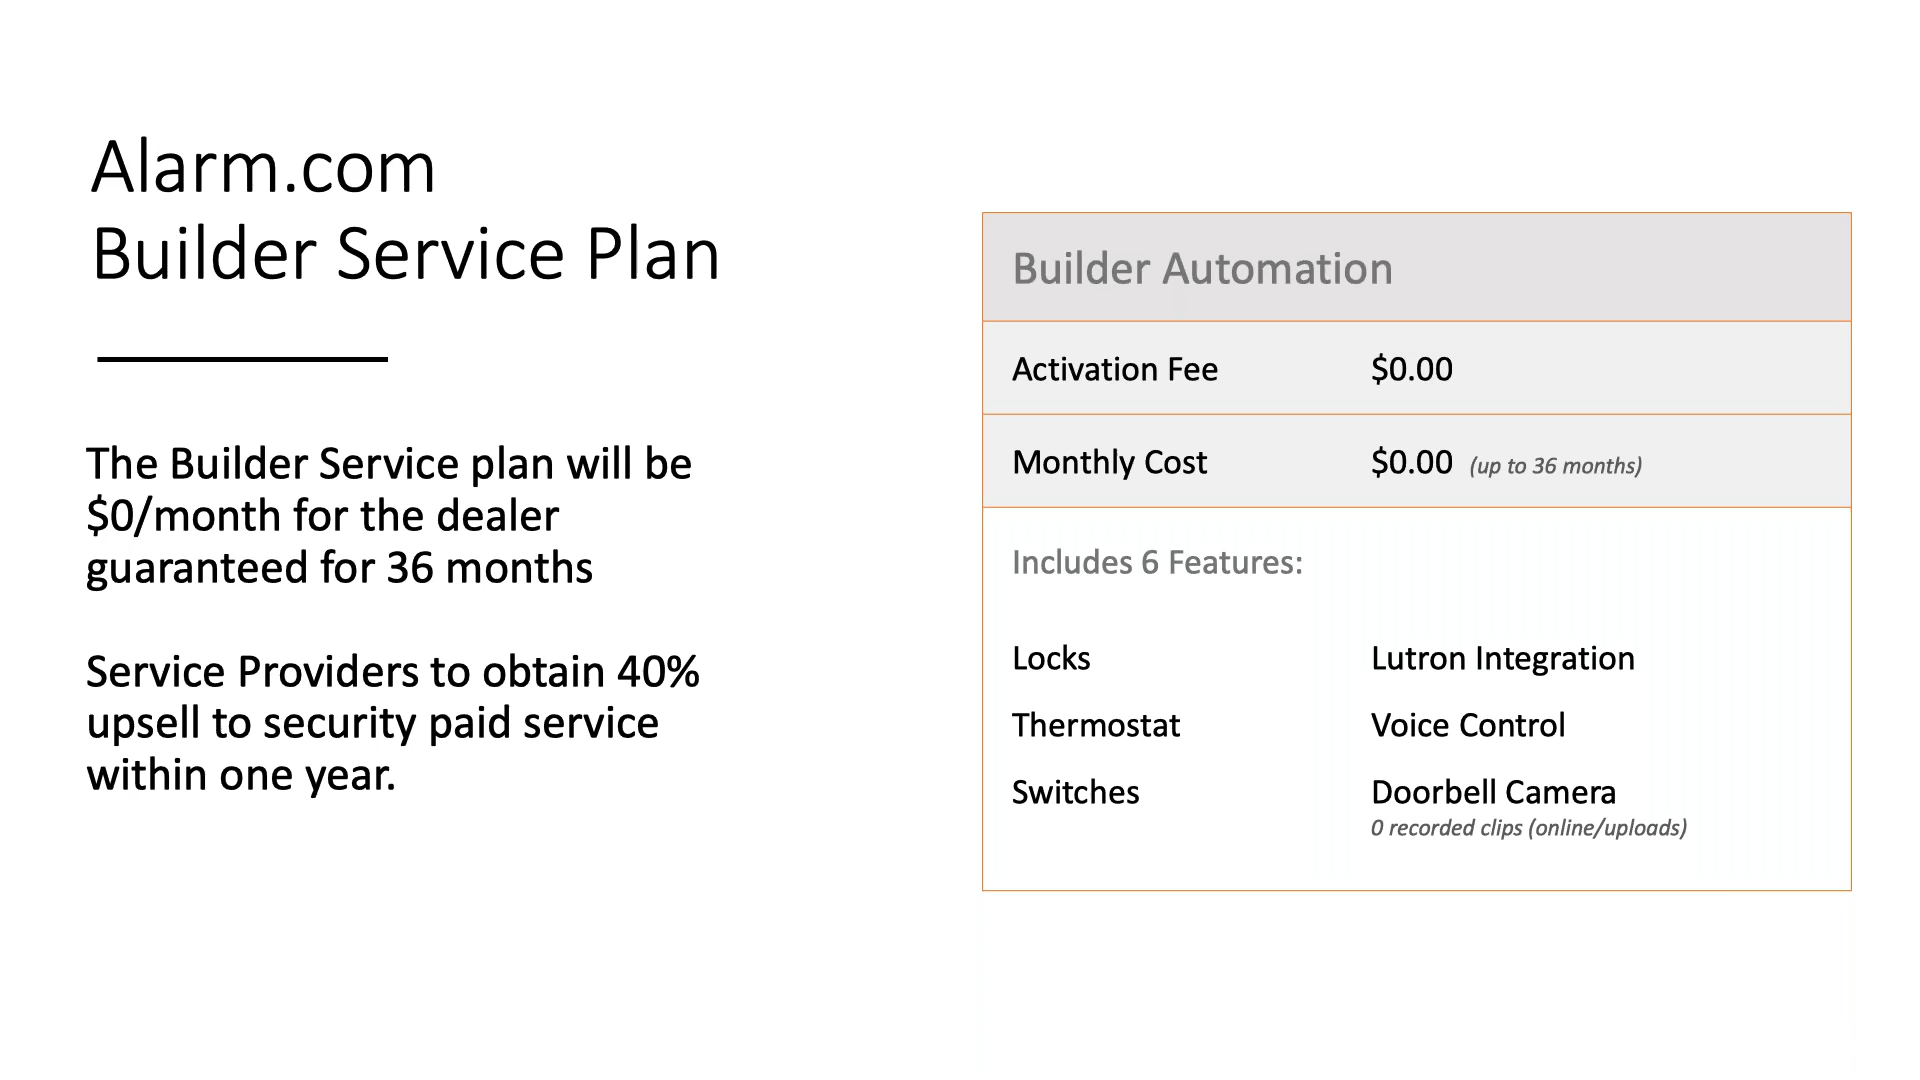 Alarm.com
Builder Service Plan
The Builder Service plan will be
$0/month for the dealer
guaranteed for 36 months
Service Providers to obtain 40%
upsell to security paid service
within one year.
Builder Automation
Activation Fee $0.00
Monthly Cost $0.00 (up to 36 months)
Includes 6 Features:
Locks Lutron Integration
Thermostat Voice Control
Switches Doorbell Camera
0 recorded clips (online/uploads)